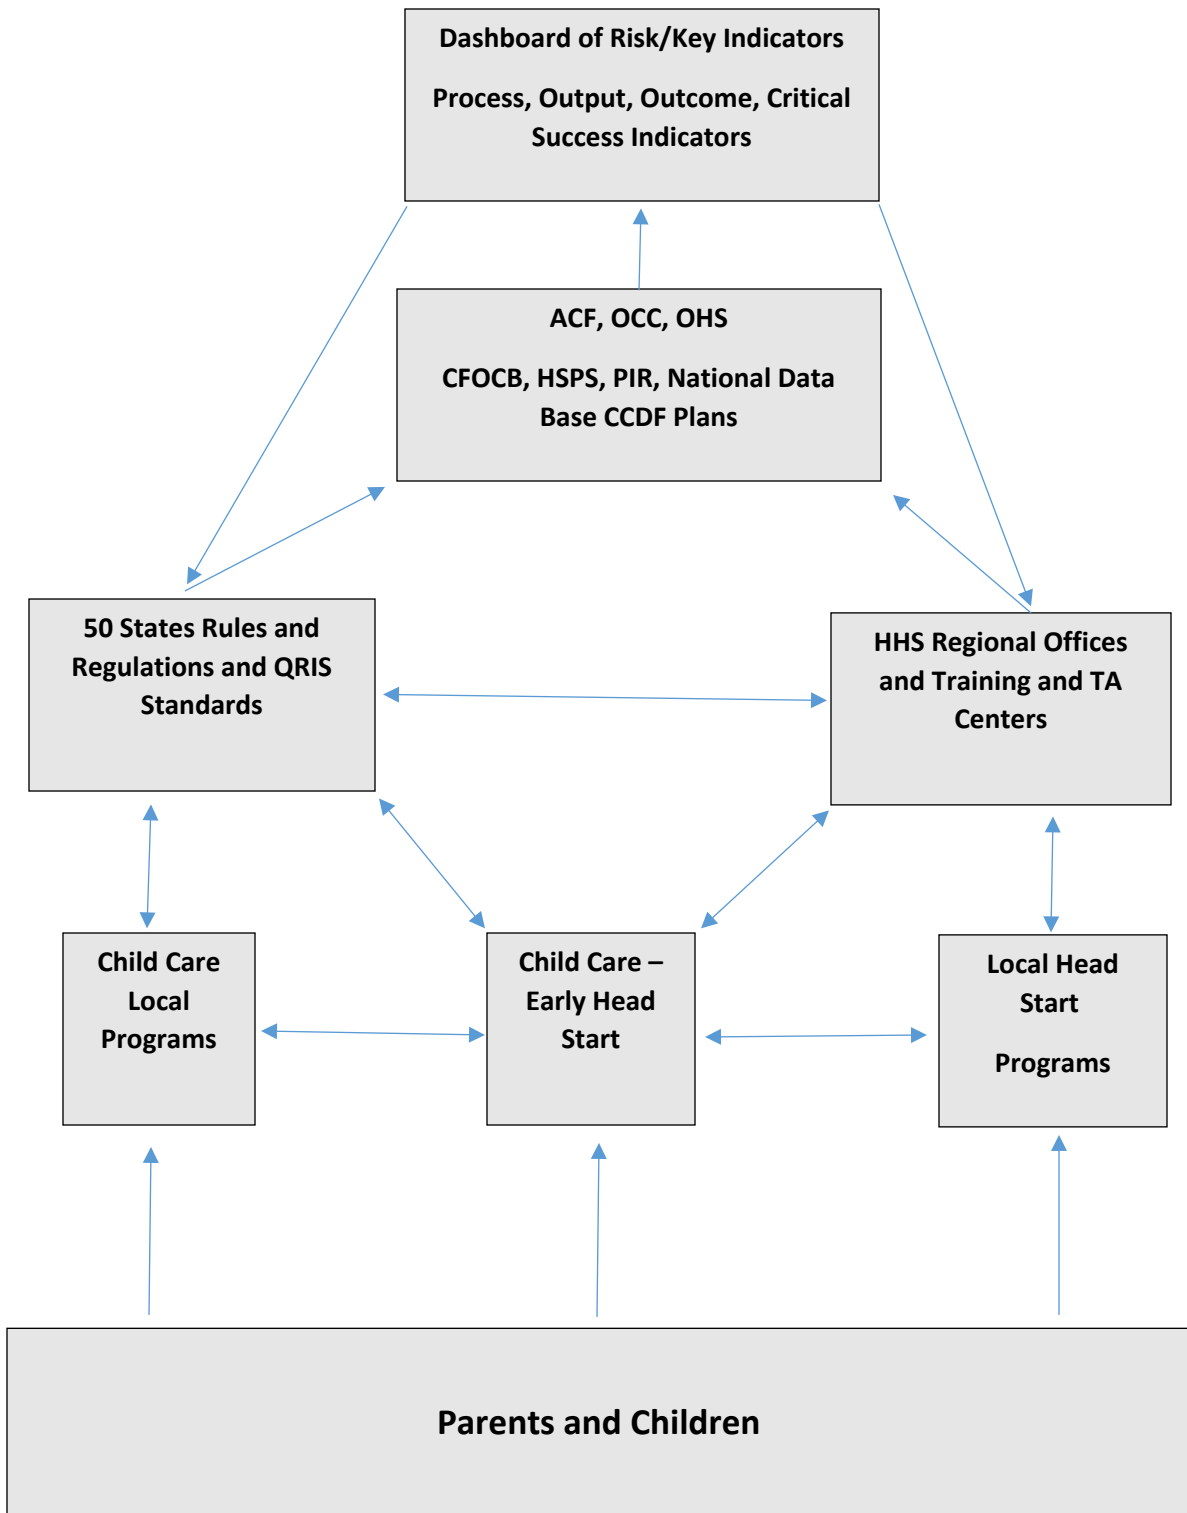 Dashboard of Risk/Key Indicators
Process, Output, Outcome, Critical
Success Indicators
ACF, OCC, OHS
CFOCB, HSPS, PIR, National Data
Base CCDF Plans
50 States Rules and
Regulations and QRIS
Standards
HHS Regional Offices
and Training and TA
Centers
Child Care
Local
Programs
Child Care –
Early Head
Start
Local Head
Start
Programs
Parents and Children